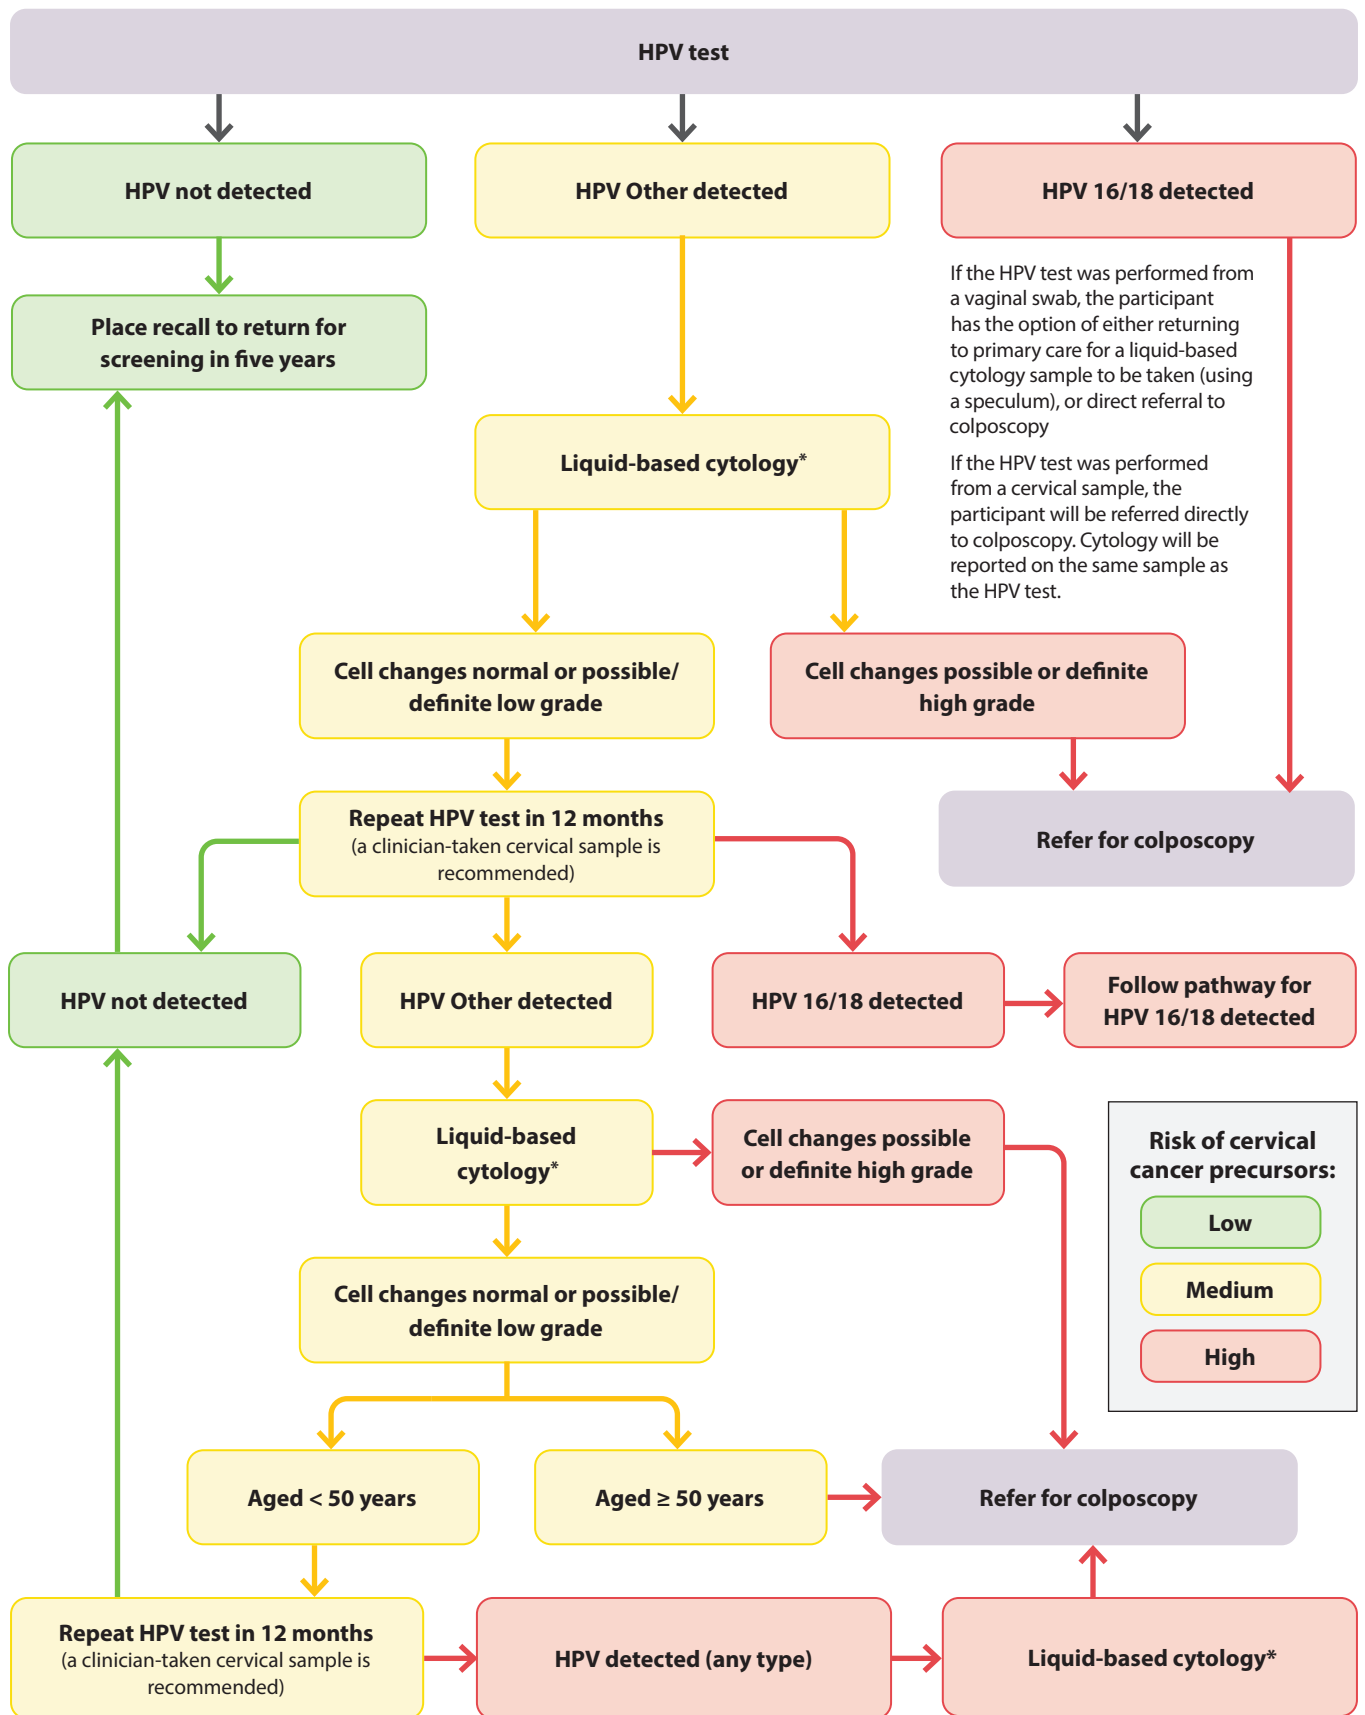 HPV test
HPV not detected
HPV Other detected
HPV 16/18 detected
Place recall to return for
screening in five years
If the HPV test was performed from
a vaginal swab, the participant
has the option of either returning
to primary care for a liquid-based
cytology sample to be taken (using
a speculum), or direct referral to
colposcopy
If the HPV test was performed
from a cervical sample, the
participant will be referred directly
to colposcopy. Cytology will be
reported on the same sample as
the HPV test.
Liquid-based cytology*
Cell changes normal or possible/
definite low grade
Cell changes possible or definite
high grade
Repeat HPV test in 12 months
(a clinician-taken cervical sample is
recommended)
Refer for colposcopy
HPV not detected
HPV Other detected
HPV 16/18 detected
Follow pathway for
HPV 16/18 detected
Liquid-based
cytology*
Cell changes possible
or definite high grade
Risk of cervical
cancer precursors:
Low
Medium
High
Cell changes normal or possible/
definite low grade
Aged < 50 years
Aged ≥ 50 years
Refer for colposcopy
Repeat HPV test in 12 months
(a clinician-taken cervical sample is
recommended)
HPV detected (any type)
Liquid-based cytology*